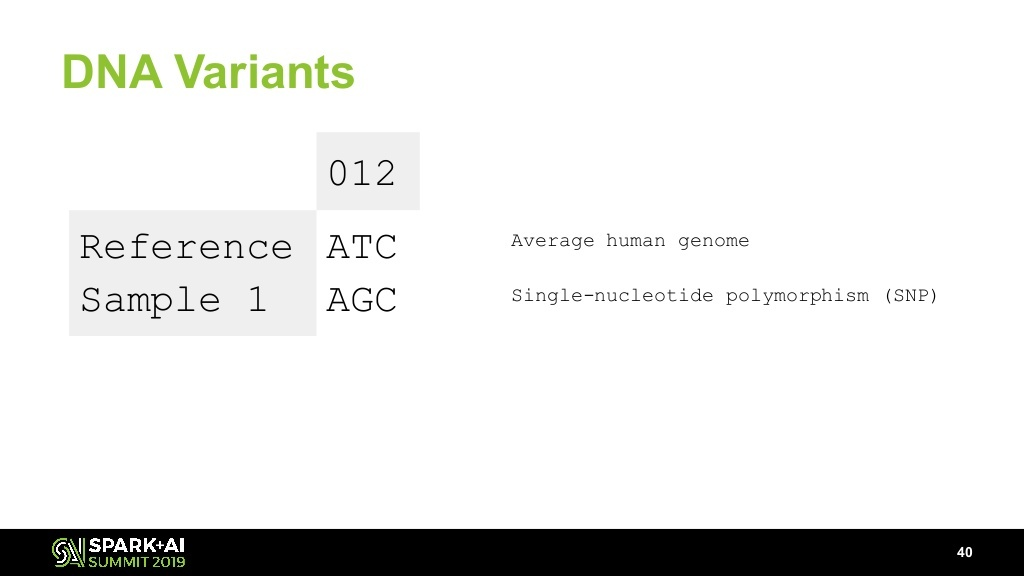 DNA Variants
012
Reference ATC Average human genome
Sample 1 AGC Single-nucleotide polymorphism (SNP)
SPARK+AI
SUMMIT 2019
40